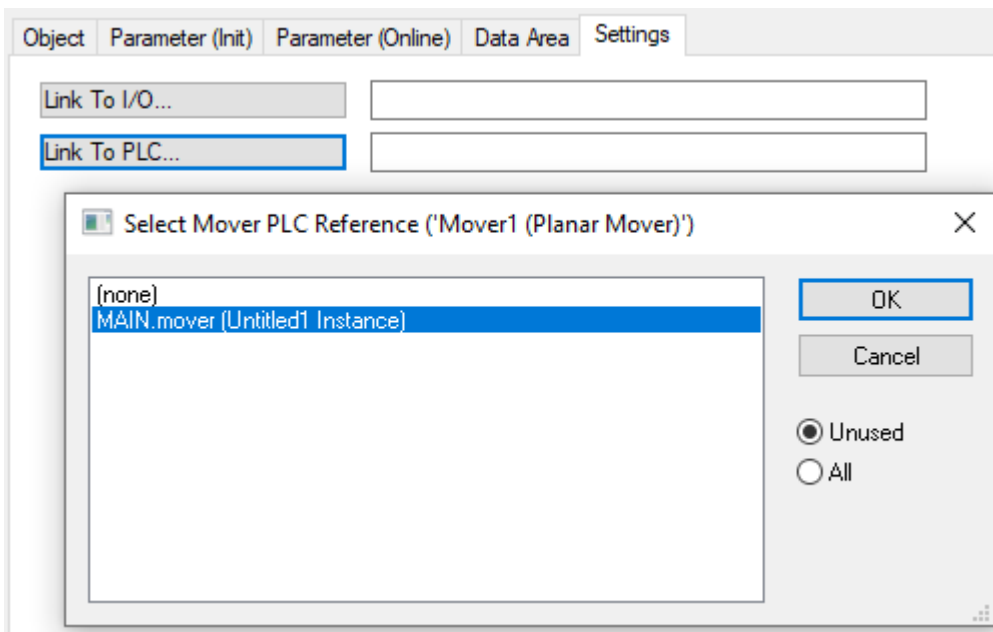 Object Parameter (Init) Parameter (Online) Data Area Settings
Link To I/O...
Link To PLC...
Select Mover PLC Reference ('Mover1 (Planar Mover)')
(none)
MAIN.mover (Untitled1 Instance)
OK
Cancel
Unused
All